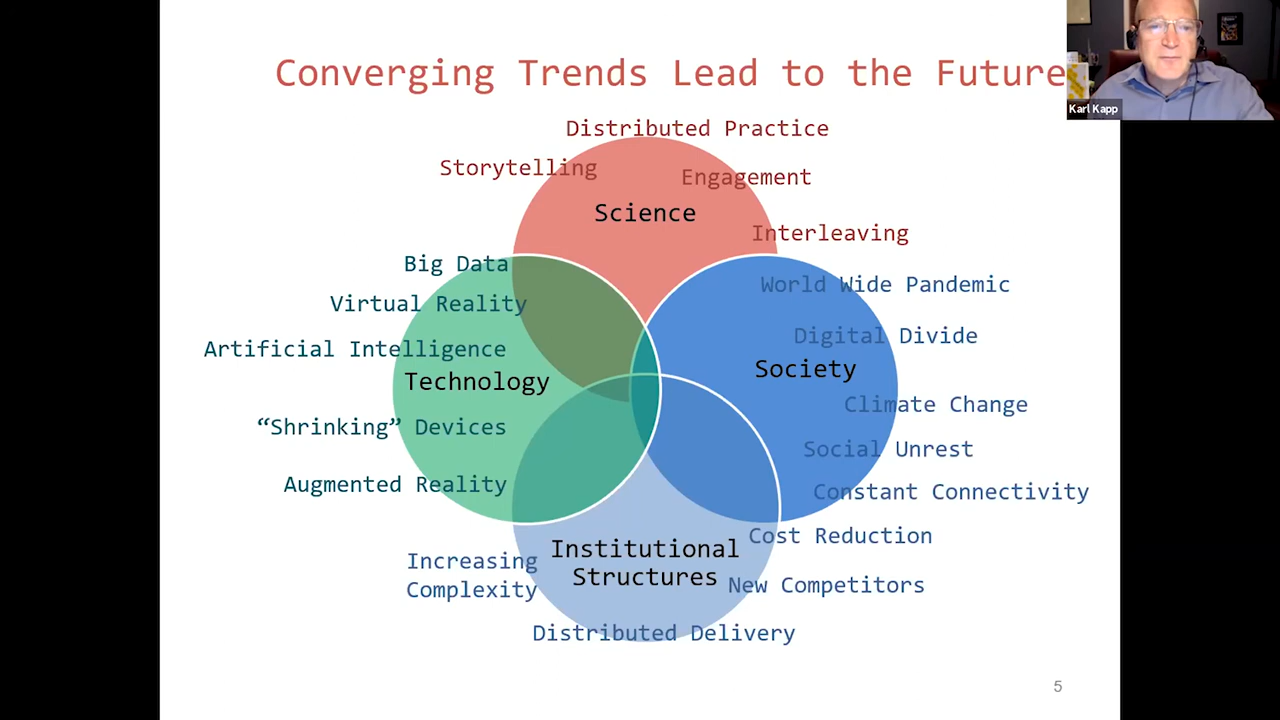 Converging Trends Lead to the Future
Karl Kapp
Distributed Practice
Storytelling
Engagement
Science
Interleaving
Big Data
World Wide Pandemic
Virtual Reality
Digital Divide
Artificial Intelligence
Society
Technology
Climate Change
“Shrinking” Devices
Social Unrest
Augmented Reality
Constant Connectivity
Cost Reduction
Institutional
Structures
Increasing
Complexity
New Competitors
Distributed Delivery
5